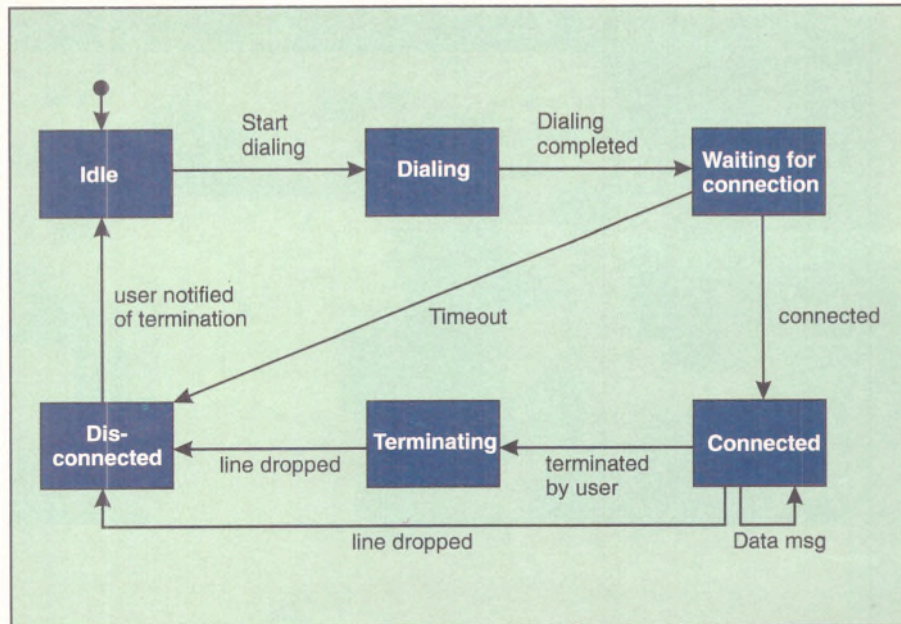 Start
dialing
Dialing
completed
Idle
Dialing
Waiting for
connection
user notified
of termination
Timeout
connected
Dis-
connected
line dropped
Terminating
terminated
by user
Connected
line dropped
Data msg